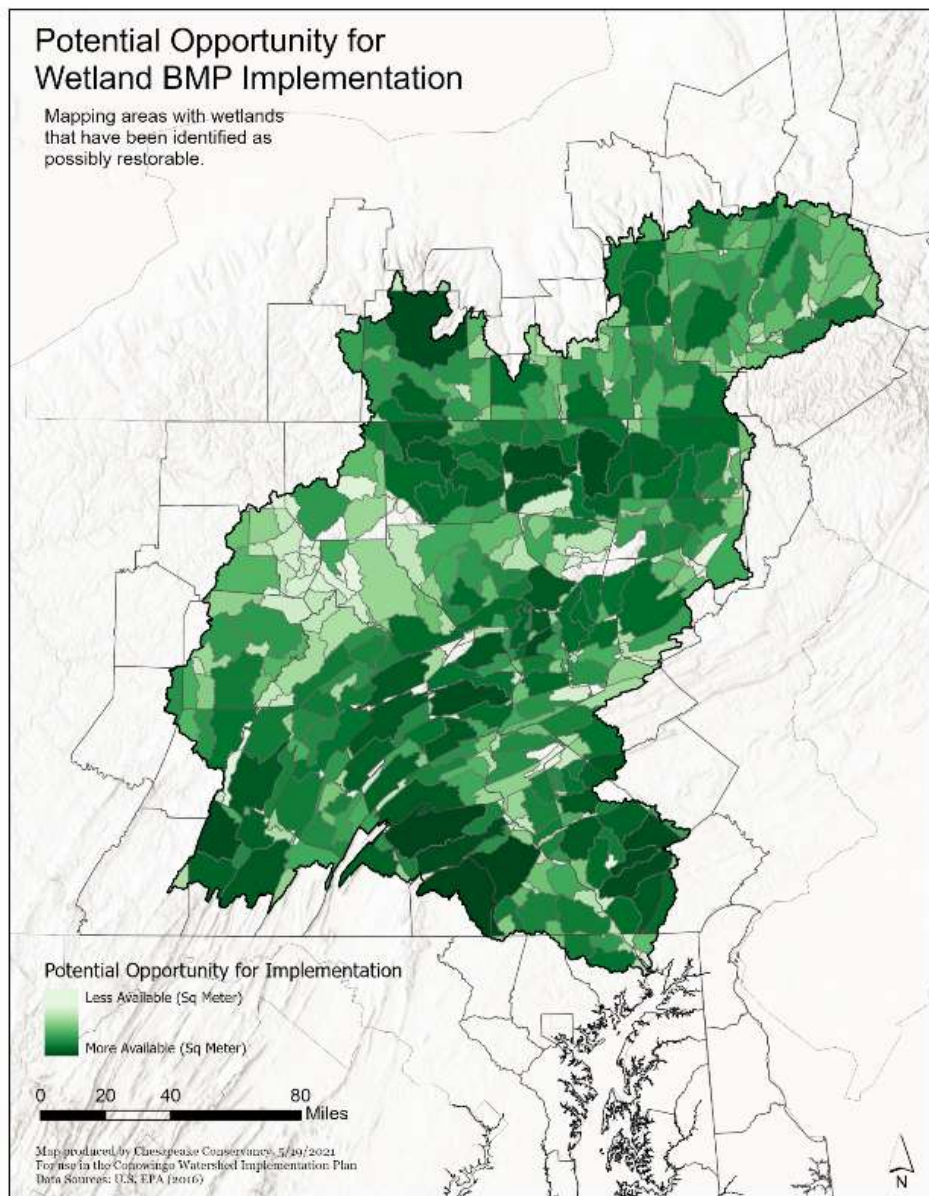 Potential Opportunity for
Wetland BMP Implementation
Mapping areas with wetlands
that have been identified as
possibly restorable.
Potential Opportunity for Implementation
Less Available (Sq Meter)
More Available (Sq Meter)
0 20 40 80
Miles
Map produced by Chesapeake Conservancy, 5/19/2021
For use in the Conowingo Watershed Implementation Plan
Data Sources: U.S. EPA (2016)
N